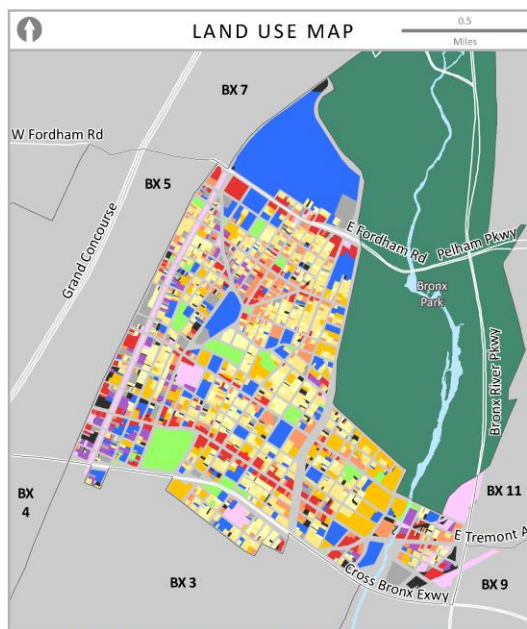 LAND USE MAP
0.5
Miles
BX 7
W Fordham Rd
BX 5
Grand Concourse
E Fordham Rd
Pelham Pkwy
Bronx
Park
Bronx River Pkwy
BX
4
BX 11
E Tremont A
Cross Bronx Exwy
BX 9
BX 3